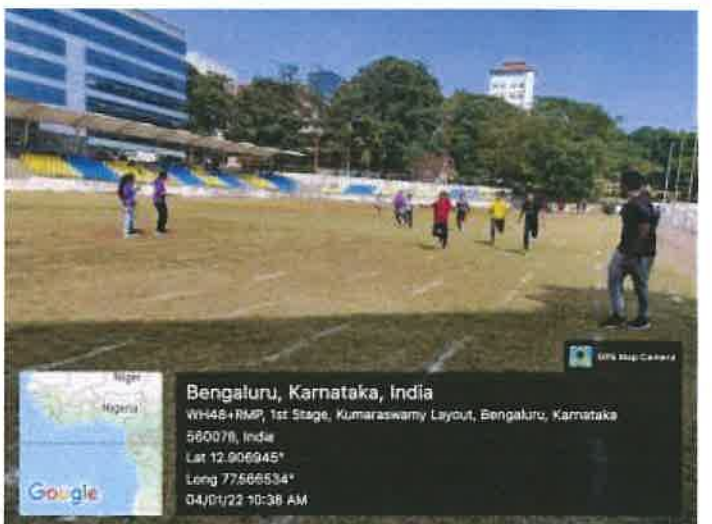 GPS Map Camera
Niger
Nigeria
Google
Bengaluru, Karnataka, India
WH48+RMP, 1st Stage, Kumaraswamy Layout, Bengaluru, Karnataka
560078, India
Lat 12.906945°
Long 77.566534°
04/01/22 10:38 AM